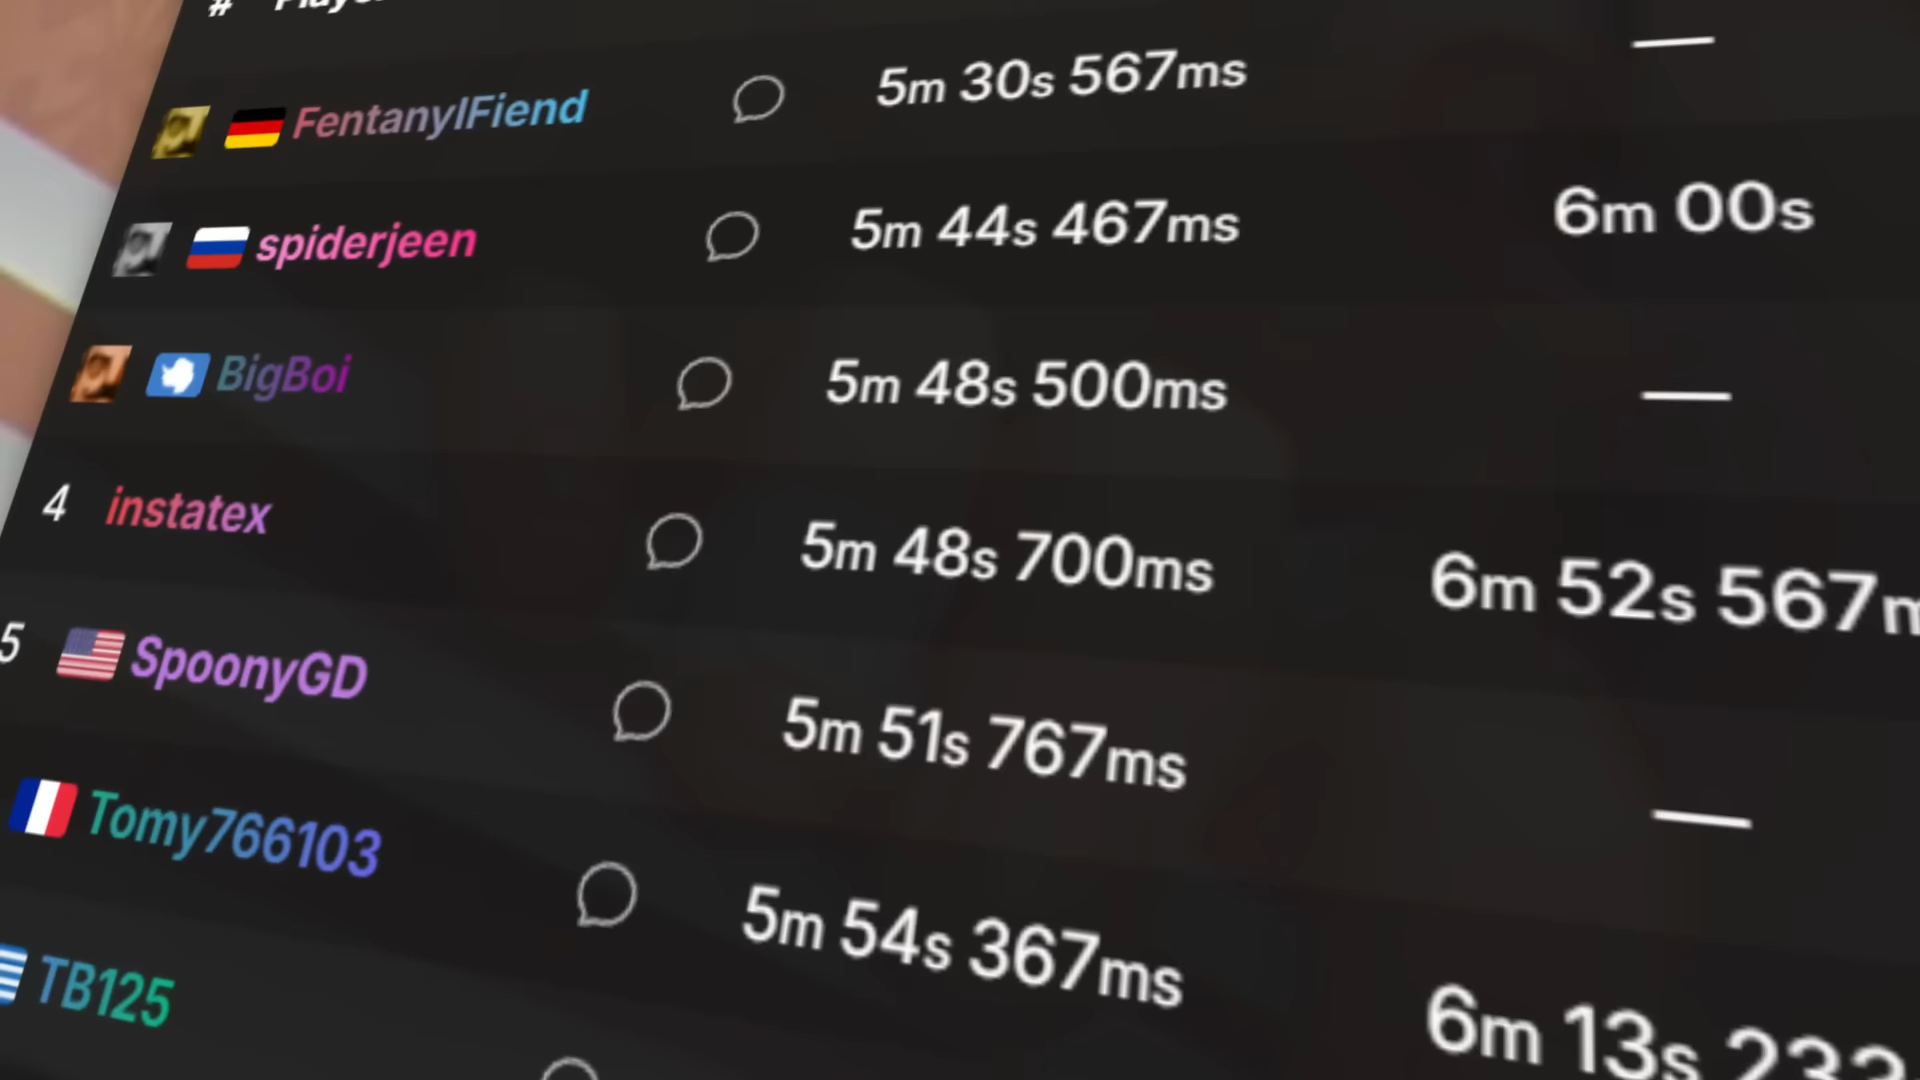 #
FentanylFiend 5m 30s 567ms —
spiderjeen 5m 44s 467ms 6m 00s
BigBoi 5m 48s 500ms —
4 instatex 5m 48s 700ms 6m 52s 567m
5 SpoonyGD 5m 51s 767ms —
Tomy766103 5m 54s 367ms 6m 13s
TB125